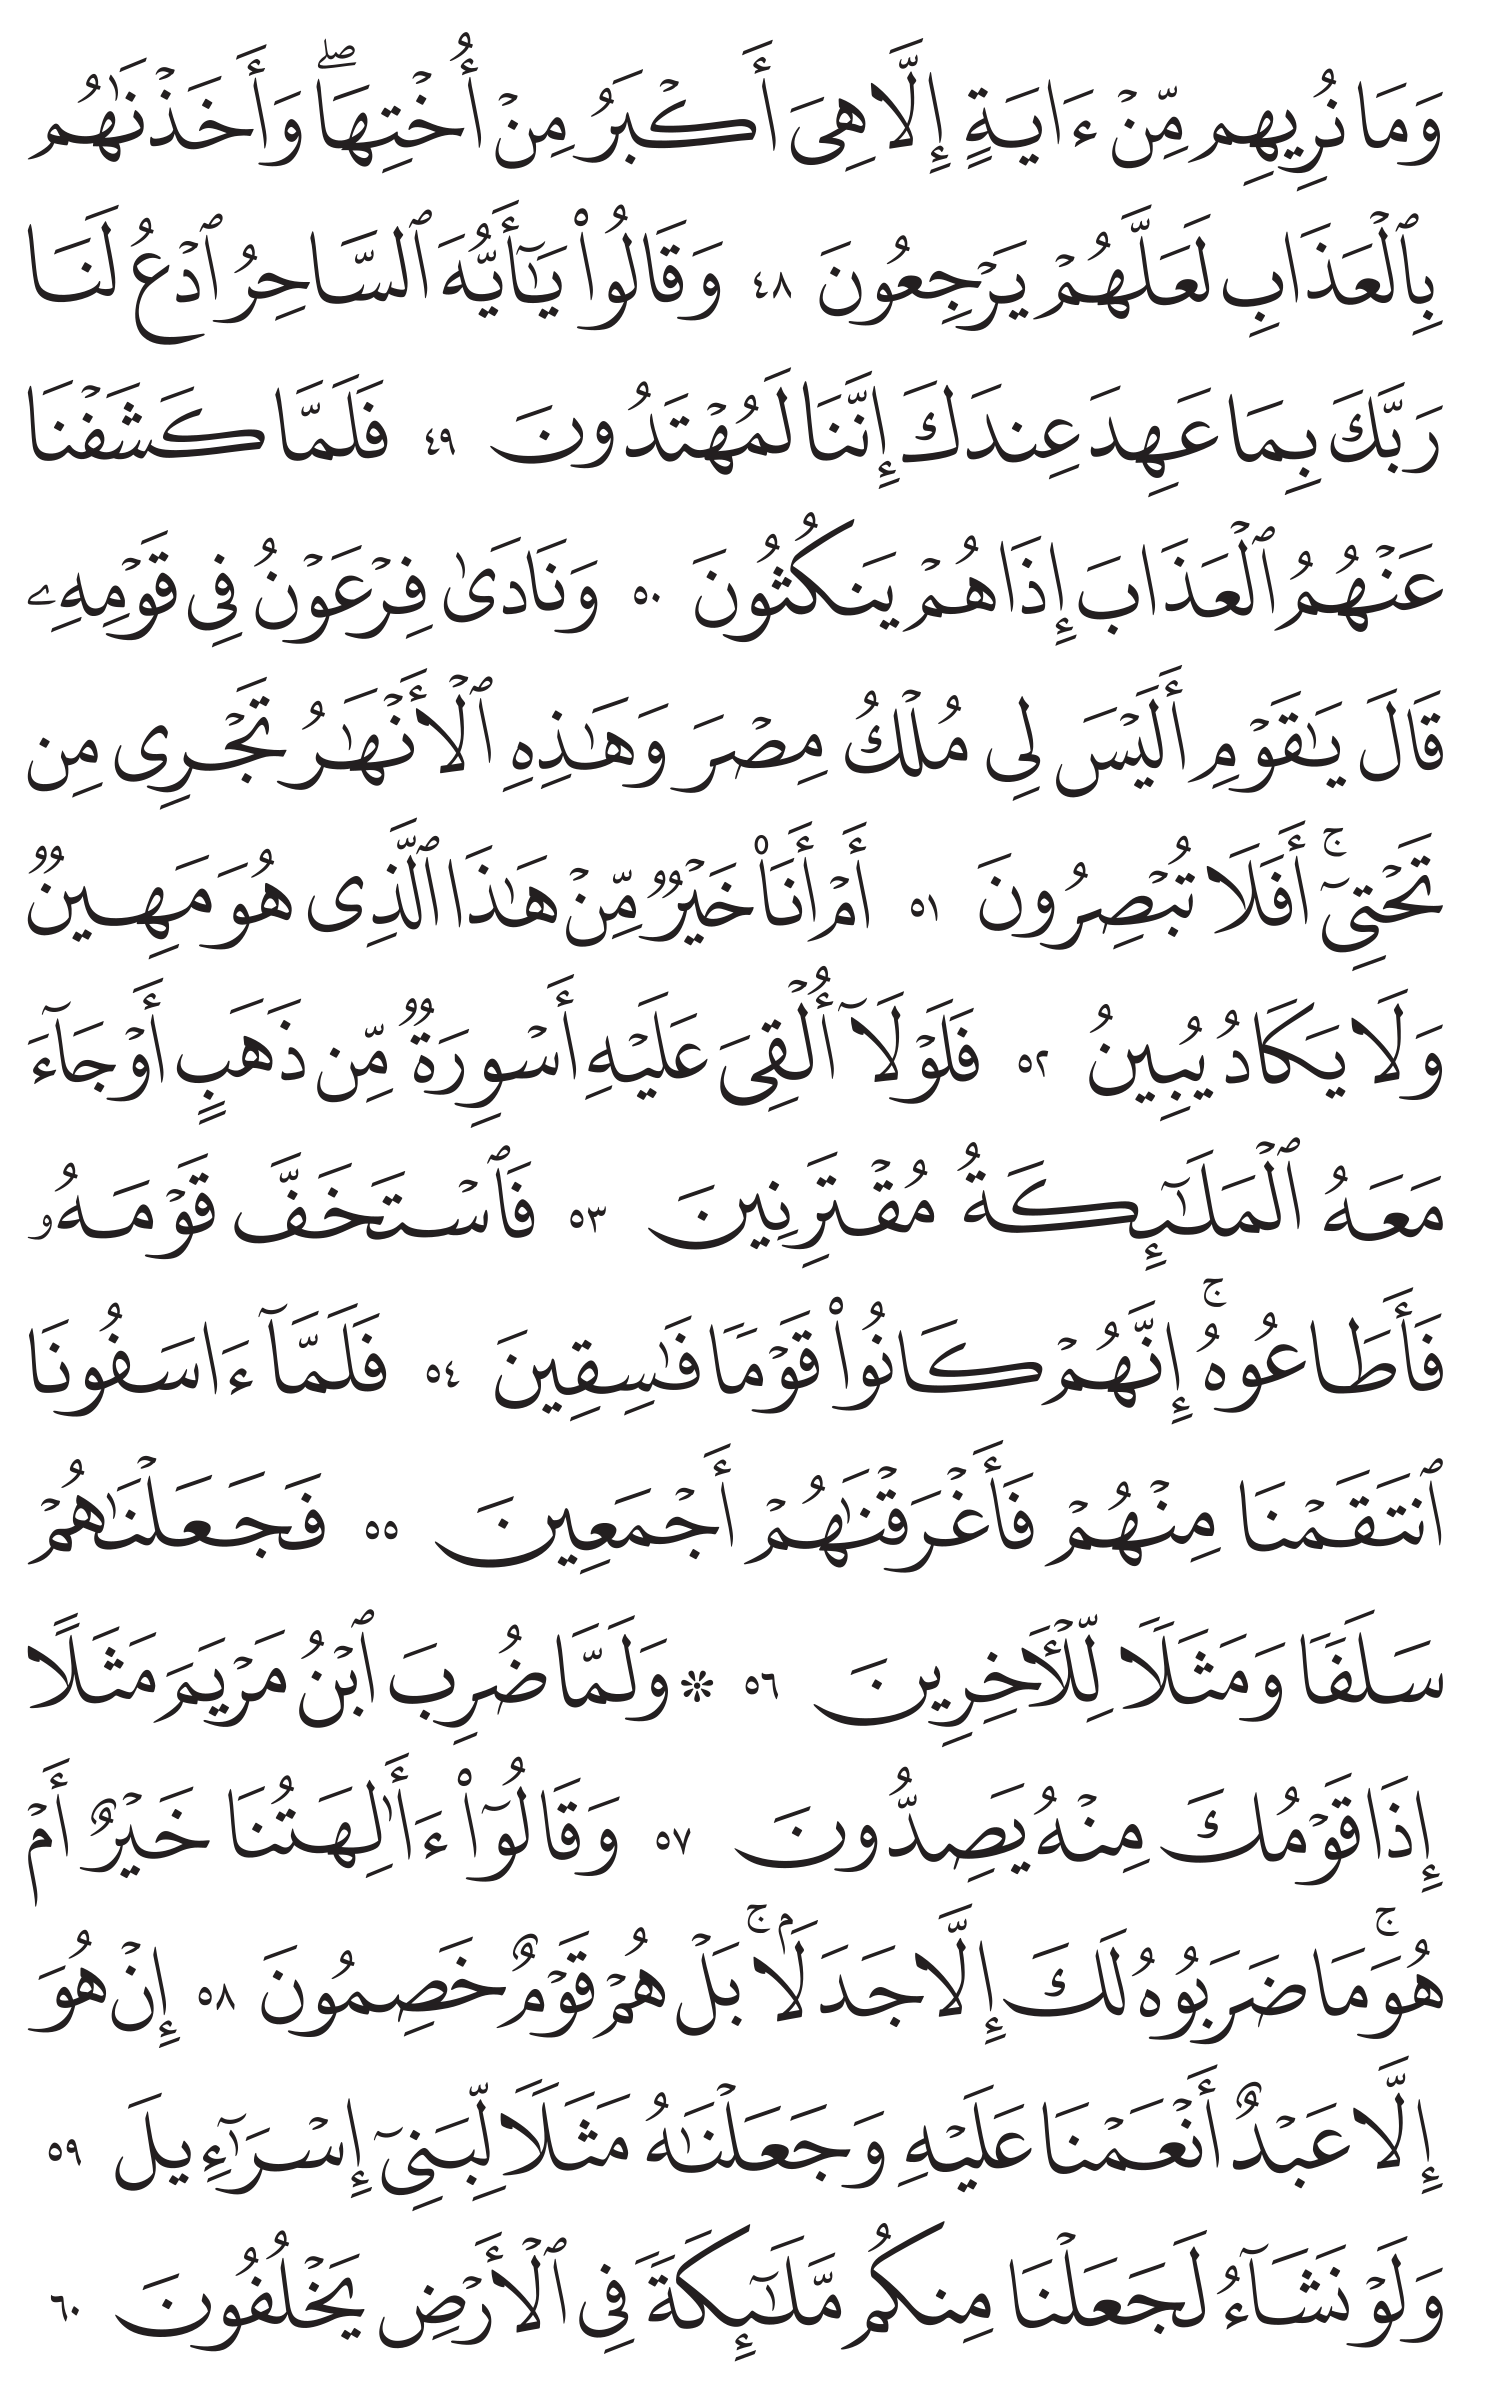 وَمَا نُرِيهِم مِّنْ ءَايَةٍ إِلَّا هِىَ أَكْبَرُ مِنْ أُخْتِهَا ۖ وَأَخَذْنَٰهُم
بِٱلْعَذَابِ لَعَلَّهُمْ يَرْجِعُونَ ٤٨ وَقَالُوا۟ يَٰٓأَيُّهَ ٱلسَّاحِرُ ٱدْعُ لَنَا
رَبَّكَ بِمَا عَهِدَ عِندَكَ إِنَّنَا لَمُهْتَدُونَ ٤٩ فَلَمَّا كَشَفْنَا
عَنْهُمُ ٱلْعَذَابَ إِذَا هُمْ يَنكُثُونَ ٥٠ وَنَادَىٰ فِرْعَوْنُ فِى قَوْمِهِۦ
قَالَ يَٰقَوْمِ أَلَيْسَ لِى مُلْكُ مِصْرَ وَهَٰذِهِ ٱلْأَنْهَٰرُ تَجْرِى مِن
تَحْتِىٓ ۚ أَفَلَا تُبْصِرُونَ ٥١ أَمْ أَنَا۠ خَيْرٌ مِّنْ هَٰذَا ٱلَّذِى هُوَ مَهِينٌ
وَلَا يَكَادُ يُبِينُ ٥٢ فَلَوْلَآ أُلْقِىَ عَلَيْهِ أَسْوِرَةٌ مِّن ذَهَبٍ أَوْ جَآءَ
مَعَهُ ٱلْمَلَٰٓئِكَةُ مُقْتَرِنِينَ ٥٣ فَٱسْتَخَفَّ قَوْمَهُۥ
فَأَطَاعُوهُ ۚ إِنَّهُمْ كَانُوا۟ قَوْمًا فَٰسِقِينَ ٥٤ فَلَمَّآ ءَاسَفُونَا
ٱنتَقَمْنَا مِنْهُمْ فَأَغْرَقْنَٰهُمْ أَجْمَعِينَ ٥٥ فَجَعَلْنَٰهُمْ
سَلَفًا وَمَثَلًا لِّلْـَٔاخِرِينَ ٥٦ ۞ وَلَمَّا ضُرِبَ ٱبْنُ مَرْيَمَ مَثَلًا
إِذَا قَوْمُكَ مِنْهُ يَصِدُّونَ ٥٧ وَقَالُوٓا۟ ءَأَٰلِهَتُنَا خَيْرٌ أَمْ
هُوَ ۚ مَا ضَرَبُوهُ لَكَ إِلَّا جَدَلًۢا ۚ بَلْ هُمْ قَوْمٌ خَصِمُونَ ٥٨ إِنْ هُوَ
إِلَّا عَبْدٌ أَنْعَمْنَا عَلَيْهِ وَجَعَلْنَٰهُ مَثَلًا لِّبَنِىٓ إِسْرَٰٓءِيلَ ٥٩
وَلَوْ نَشَآءُ لَجَعَلْنَا مِنكُم مَّلَٰٓئِكَةً فِى ٱلْأَرْضِ يَخْلُفُونَ ٦٠